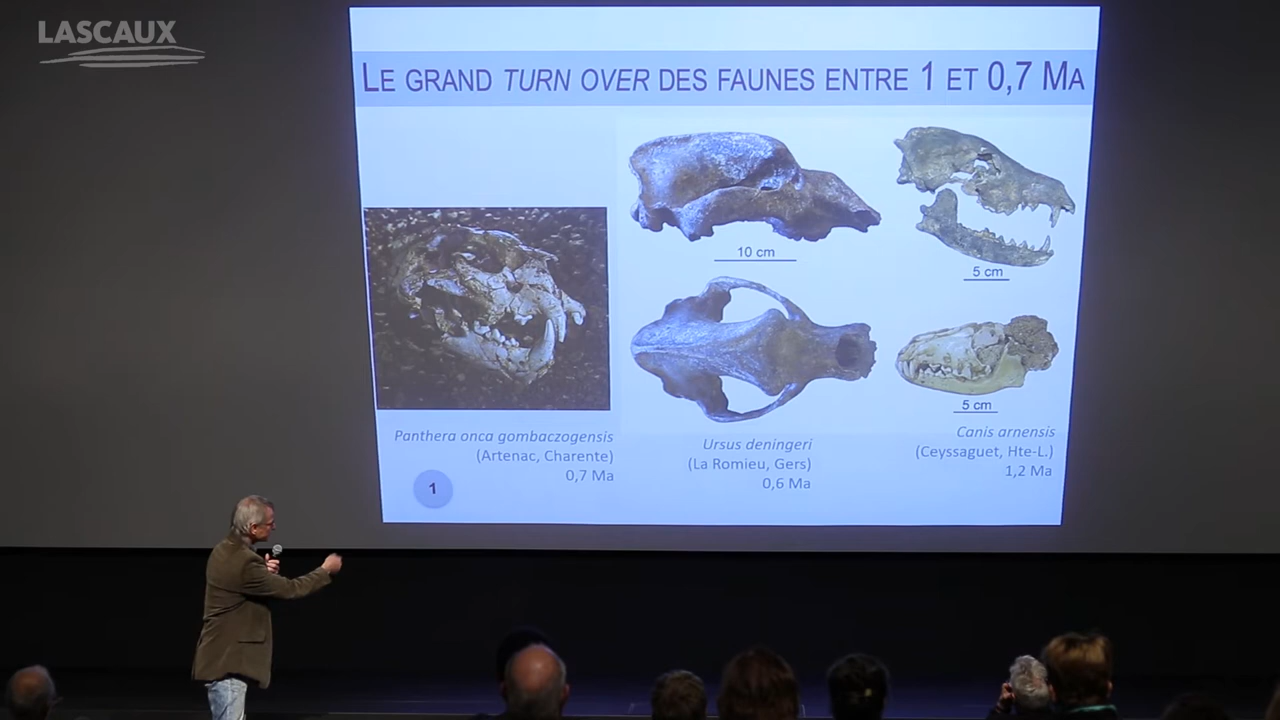 LASCAUX
LE GRAND TURN OVER DES FAUNES ENTRE 1 ET 0,7 MA
10 cm
5 cm
5 cm
Panthera onca gombaczogensis
(Artenac, Charente)
0,7 Ma
Ursus deningeri
(La Romieu, Gers)
0,6 Ma
Canis arnensis
(Ceyssaguet, Hte-L.)
1,2 Ma
1